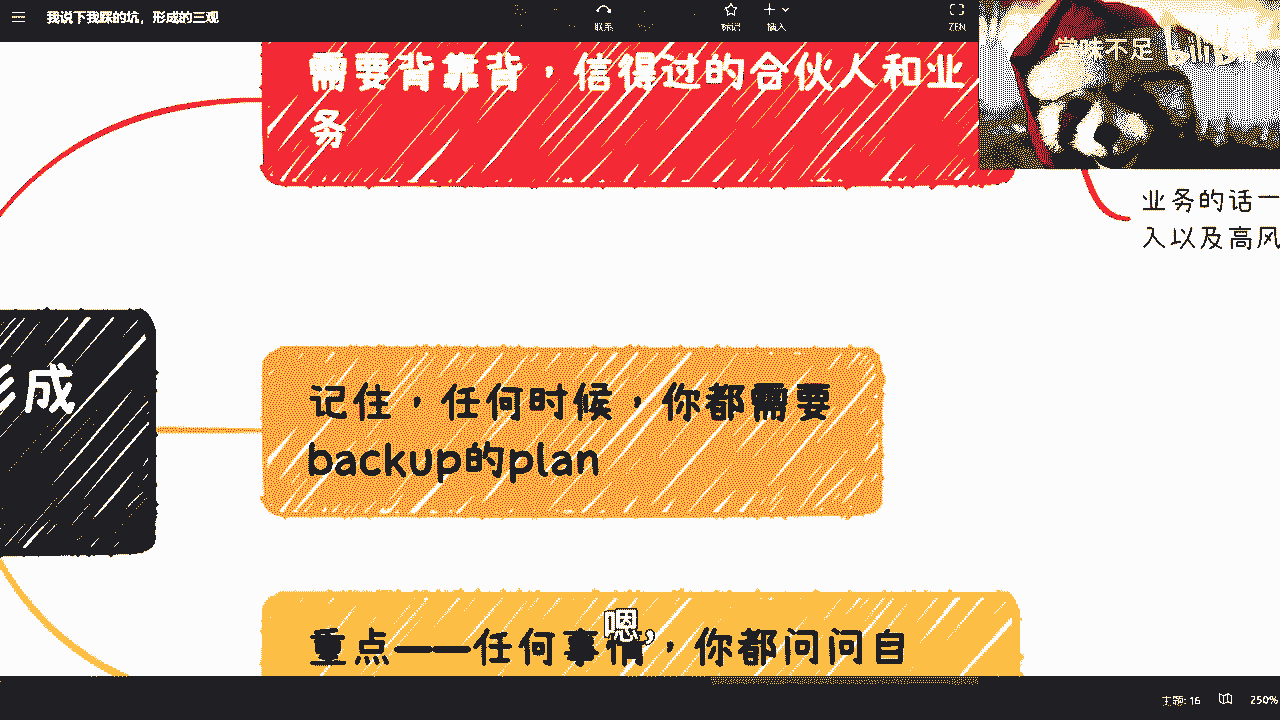 我说下我踩的坑，形成的三观
联系
标记
插入
ZEN
需要背靠背，信得过的合伙人和业
务
业务的话一
入以及高风
形成
记住，任何时候，你都需要
backup的plan
嗯，
重点——任何事情，你都问问自
主题: 16
250%